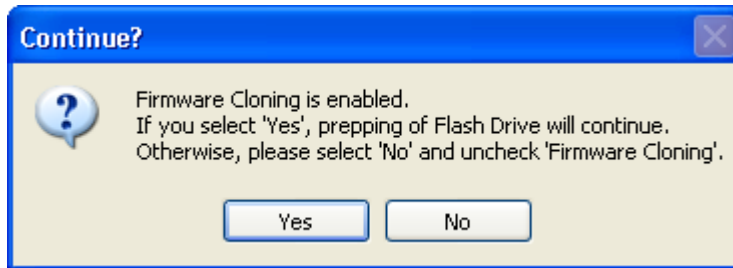 Continue?
Firmware Cloning is enabled.
If you select 'Yes', prepping of Flash Drive will continue.
Otherwise, please select 'No' and uncheck 'Firmware Cloning'.
Yes No